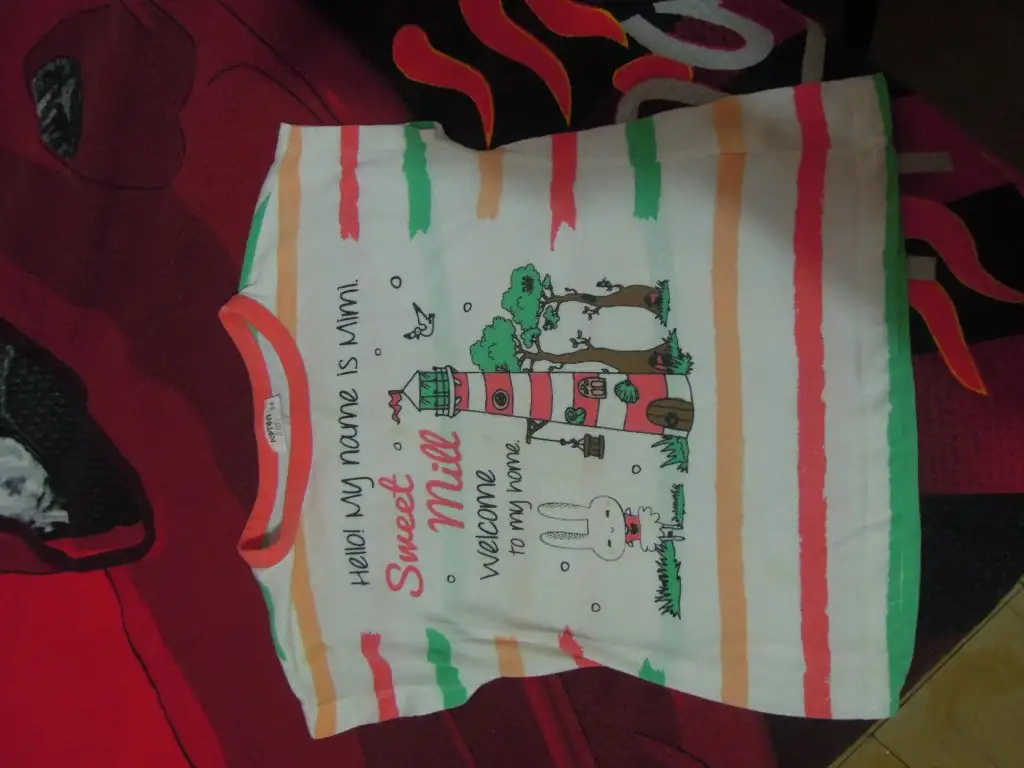 Hello! My name is Mimi.
Sweet
Mill
Welcome
to my home.